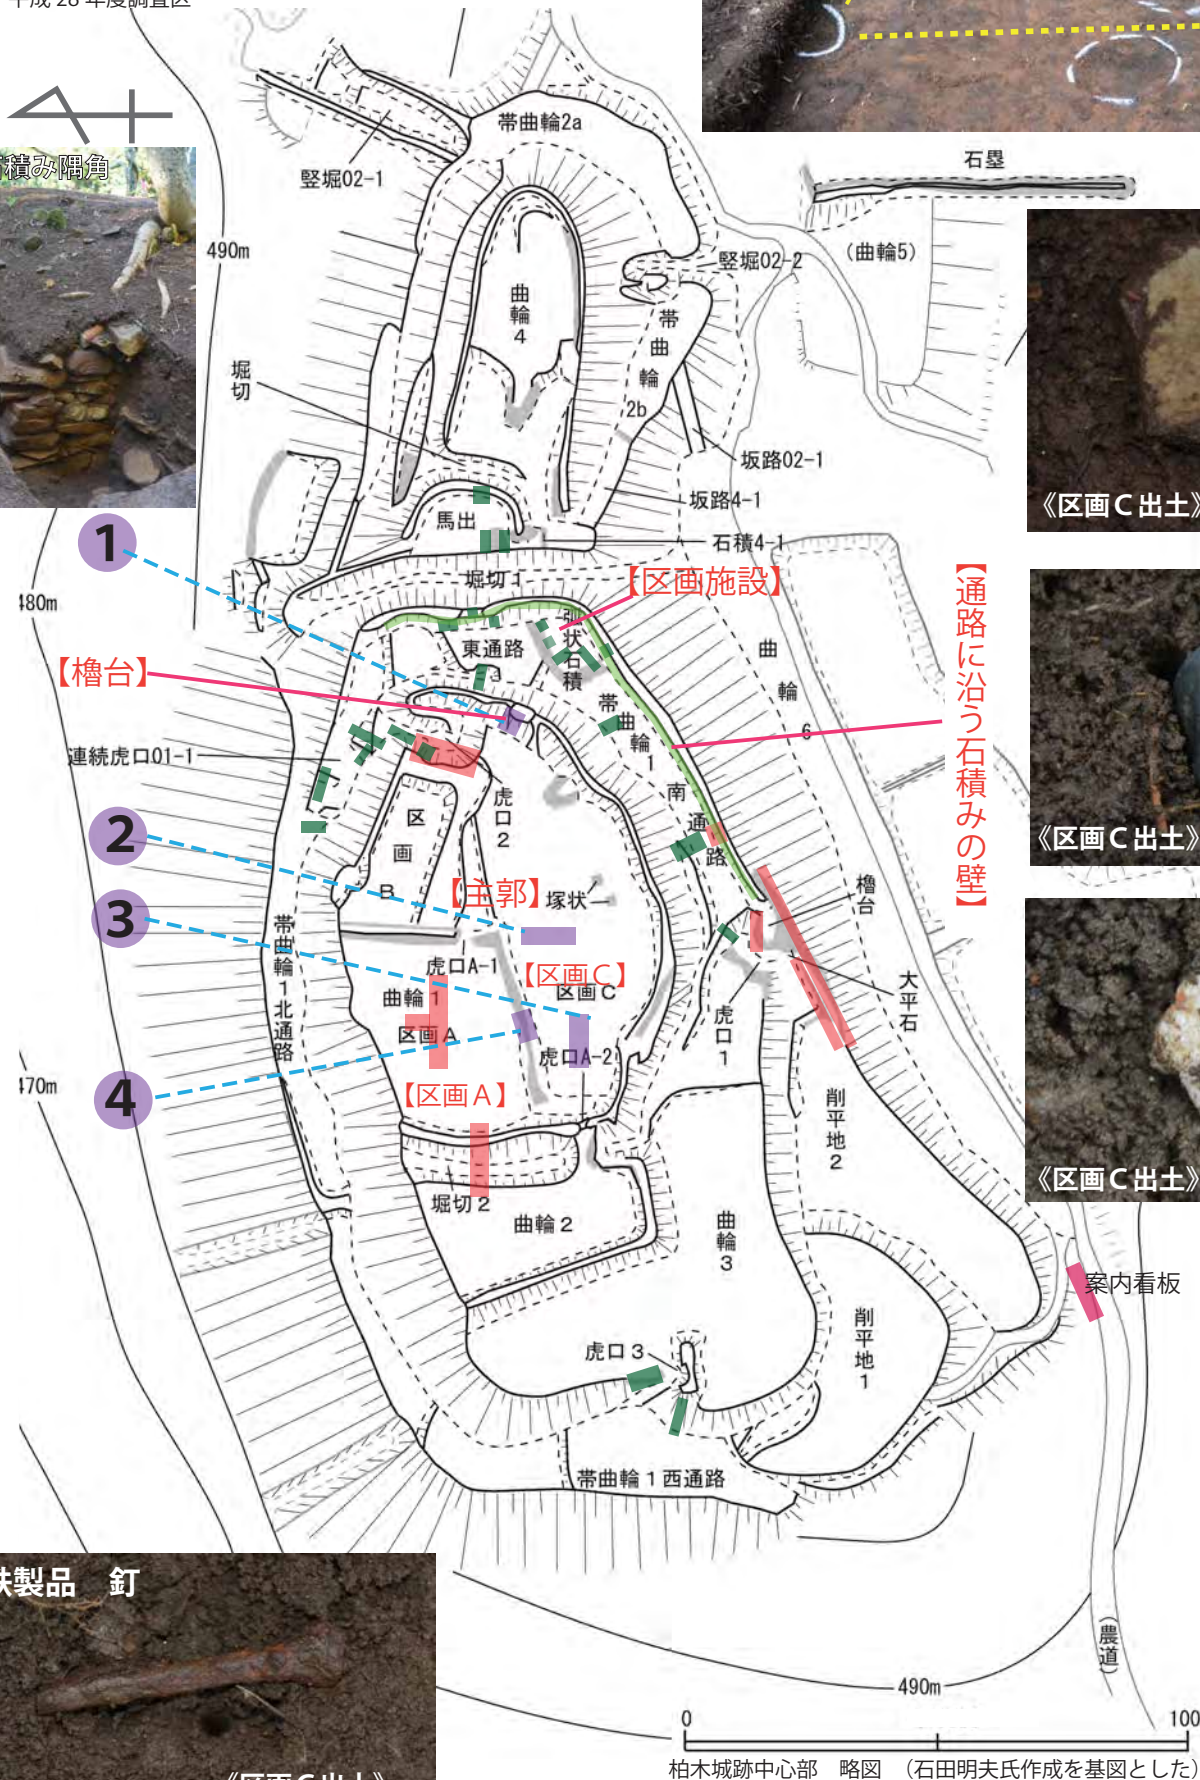 平成 28 年度調査区
石積み隅角
帯曲輪2a
竪堀02-1
石塁
490m
竪堀02-2
（曲輪5）
曲輪4
帯曲輪2b
堀切
坂路02-1
坂路4-1
馬出
石積4-1
《区画C出土》
1
堀切1
【区画施設】
480m
弧状石積
東通路
【通路に沿う石積みの壁】
曲輪6
【櫓台】
帯曲輪1
南通路
連続虎口01-1
虎口2
区画B
2
《区画C出土》
【主郭】
塚状
櫓台
3
帯曲輪1北通路
虎口A-1
【区画C】
区画C
曲輪1
区画A
大平石
虎口1
虎口A-2
470m
4
【区画A】
削平地2
《区画C出土》
堀切2
曲輪2
曲輪3
案内看板
削平地1
虎口3
帯曲輪1西通路
鉄製品　釘
《区画C出土》
（農道）
490m
0
100
柏木城跡中心部　略図　（石田明夫氏作成を基図とした）